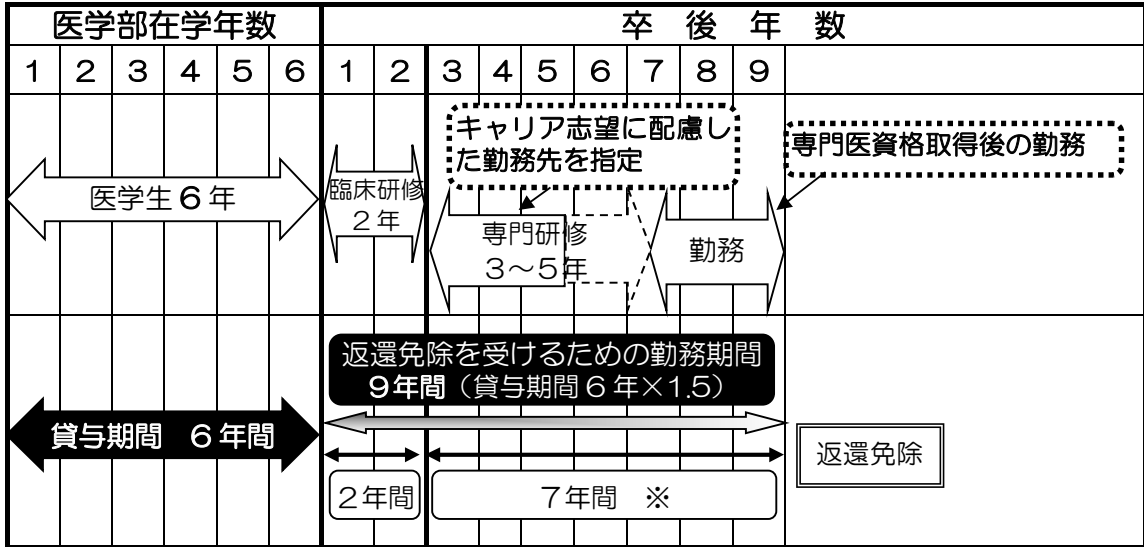 医学部在学年数
卒後年数
1 2 3 4 5 6 1 2 3 4 5 6 7 8 9
キャリア志望に配慮し
た勤務先を指定
専門医資格取得後の勤務
医学生6年
臨床研修
2年
専門研修
3～5年
勤務
返還免除を受けるための勤務期間
9年間（貸与期間6年×1.5）
貸与期間 6年間
返還免除
2年間
7年間 ※